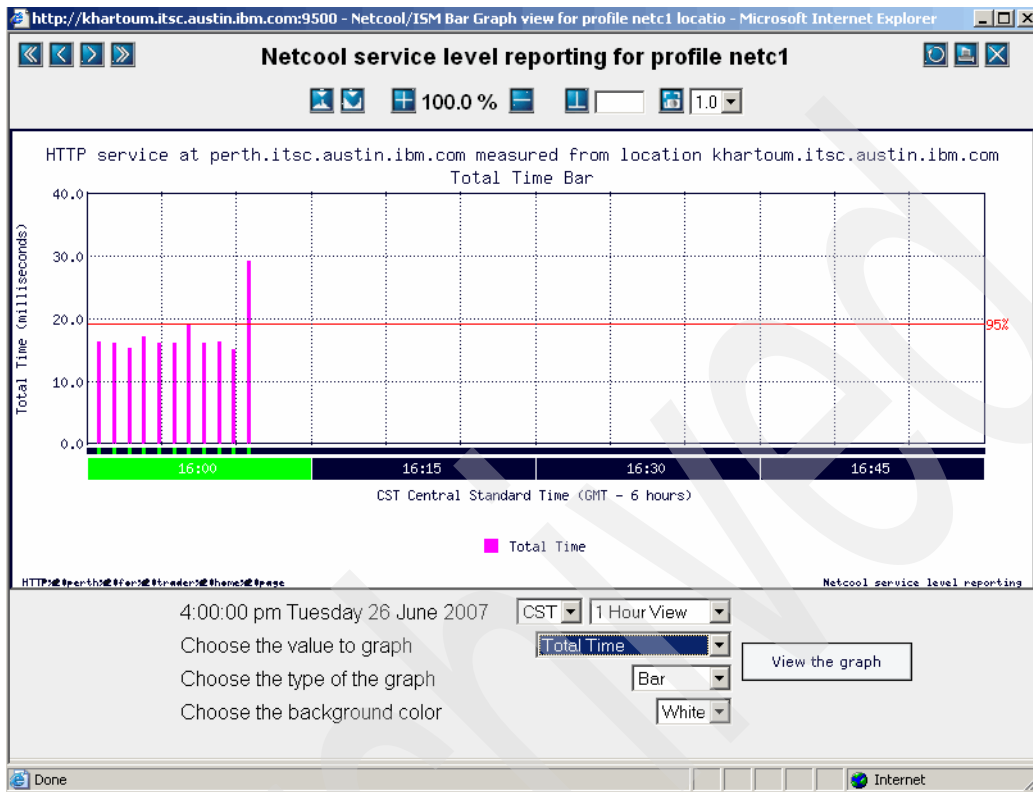 http://khartoum.itsc.austin.ibm.com:9500 - Netcool/ISM Bar Graph view for profile netc1 locatio - Microsoft Internet Explorer
Netcool service level reporting for profile netc1
100.0 %
1.0
HTTP service at perth.itsc.austin.ibm.com measured from location khartoum.itsc.austin.ibm.com
Total Time Bar
Total Time (milliseconds)
40.0
30.0
20.0
10.0
0.0
95%
16:00 16:15 16:30 16:45
CST Central Standard Time (GMT - 6 hours)
Total Time
HTTP%20perth%20for%20trader%20home%20page
Netcool service level reporting
4:00:00 pm Tuesday 26 June 2007 CST 1 Hour View
Choose the value to graph Total Time
View the graph
Choose the type of the graph Bar
Choose the background color White
Done Internet